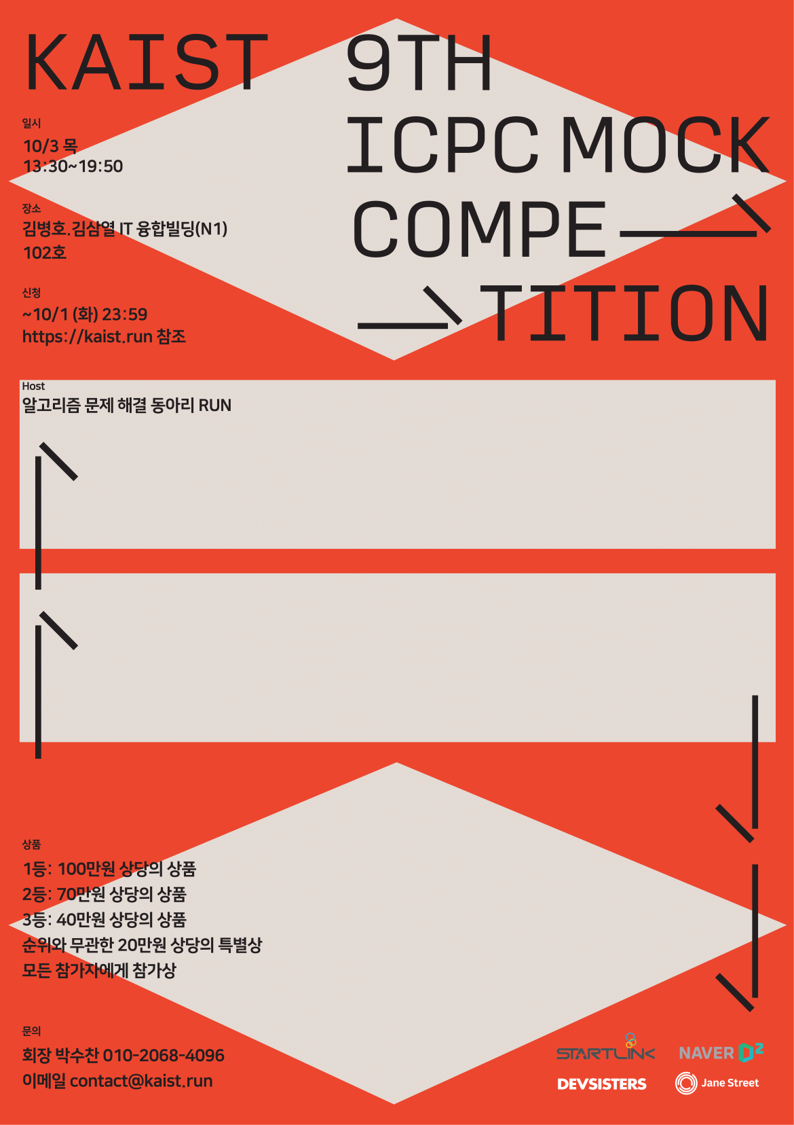 KAIST 9TH
ICPC MOCK
COMPE
TITION
일시
10/3 목
13:30~19:50
장소
김병호.김삼열 IT 융합빌딩(N1)
102호
신청
~10/1 (화) 23:59
https://kaist.run 참조
Host
알고리즘 문제 해결 동아리 RUN
상품
1등: 100만원 상당의 상품
2등: 70만원 상당의 상품
3등: 40만원 상당의 상품
순위와 무관한 20만원 상당의 특별상
모든 참가자에게 참가상
문의
회장 박수찬 010-2068-4096
이메일 contact@kaist.run
STARTLINK
NAVER D2
DEVSISTERS
Jane Street